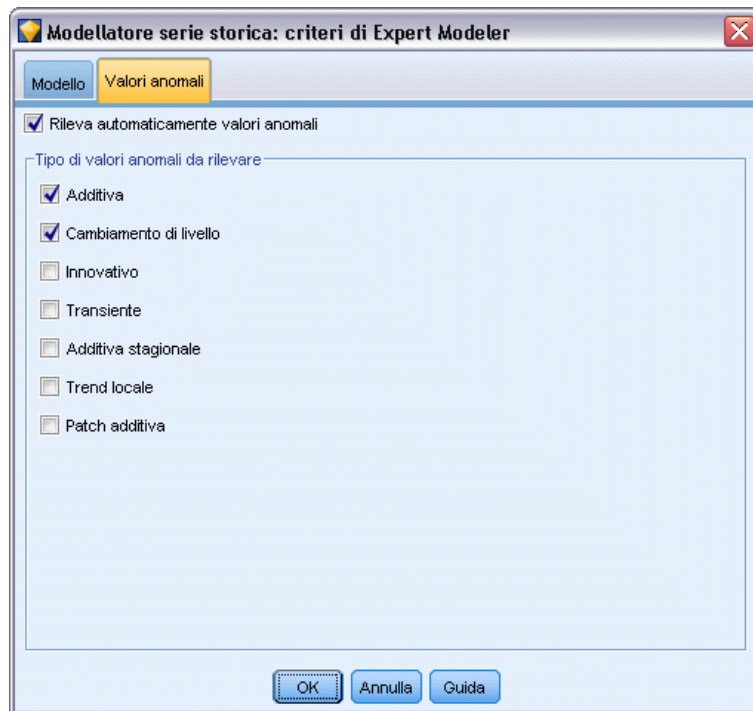 Modellatore serie storica: criteri di Expert Modeler
Modello
Valori anomali
Rileva automaticamente valori anomali
Tipo di valori anomali da rilevare
Additiva
Cambiamento di livello
Innovativo
Transiente
Additiva stagionale
Trend locale
Patch additiva
OK
Annulla
Guida